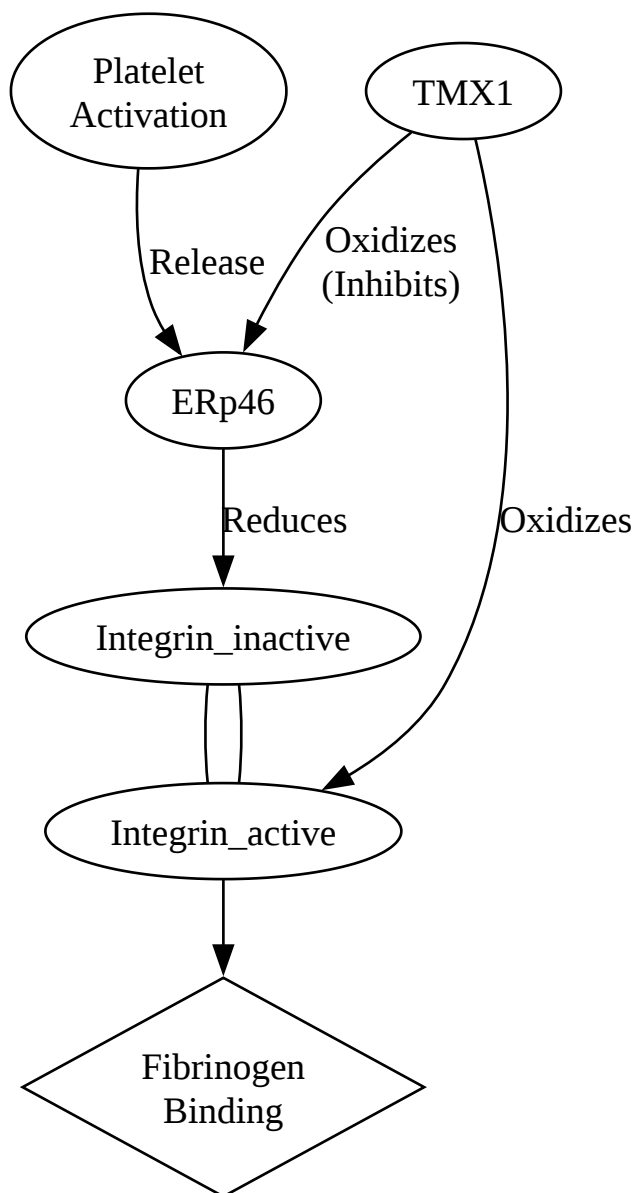 Platelet
Activation
TMX1
Release
Oxidizes
(Inhibits)
ERp46
Reduces
Oxidizes
Integrin_inactive
Integrin_active
Fibrinogen
Binding